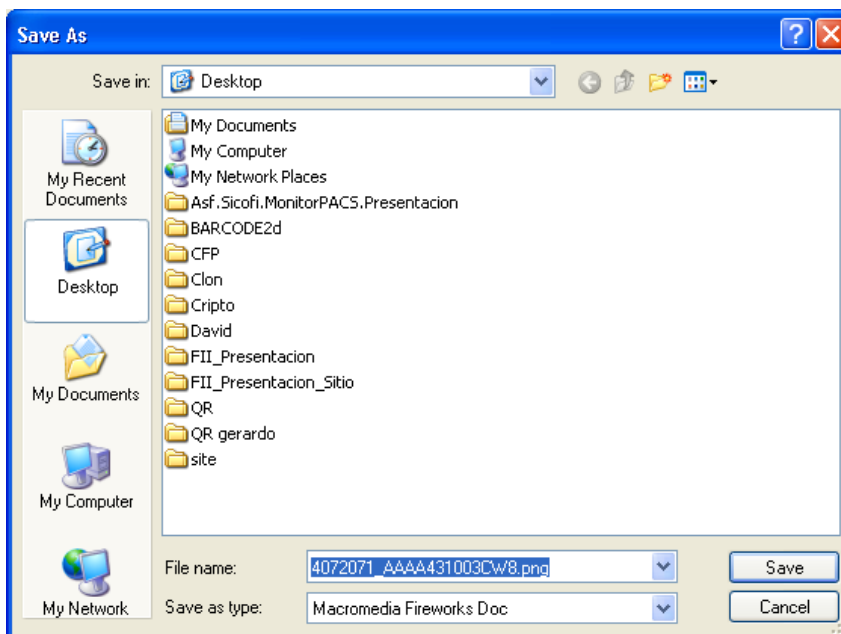 Save As
Save in:
Desktop
My Recent
Documents
Desktop
My Documents
My Computer
My Network
My Documents
My Computer
My Network Places
Asf.Sicofi.MonitorPACS.Presentacion
BARCODE2d
CFP
Clon
Cripto
David
FII_Presentacion
FII_Presentacion_Sitio
QR
QR gerardo
site
File name:
4072071_AAAA431003CW8.png
Save
Save as type:
Macromedia Fireworks Doc
Cancel